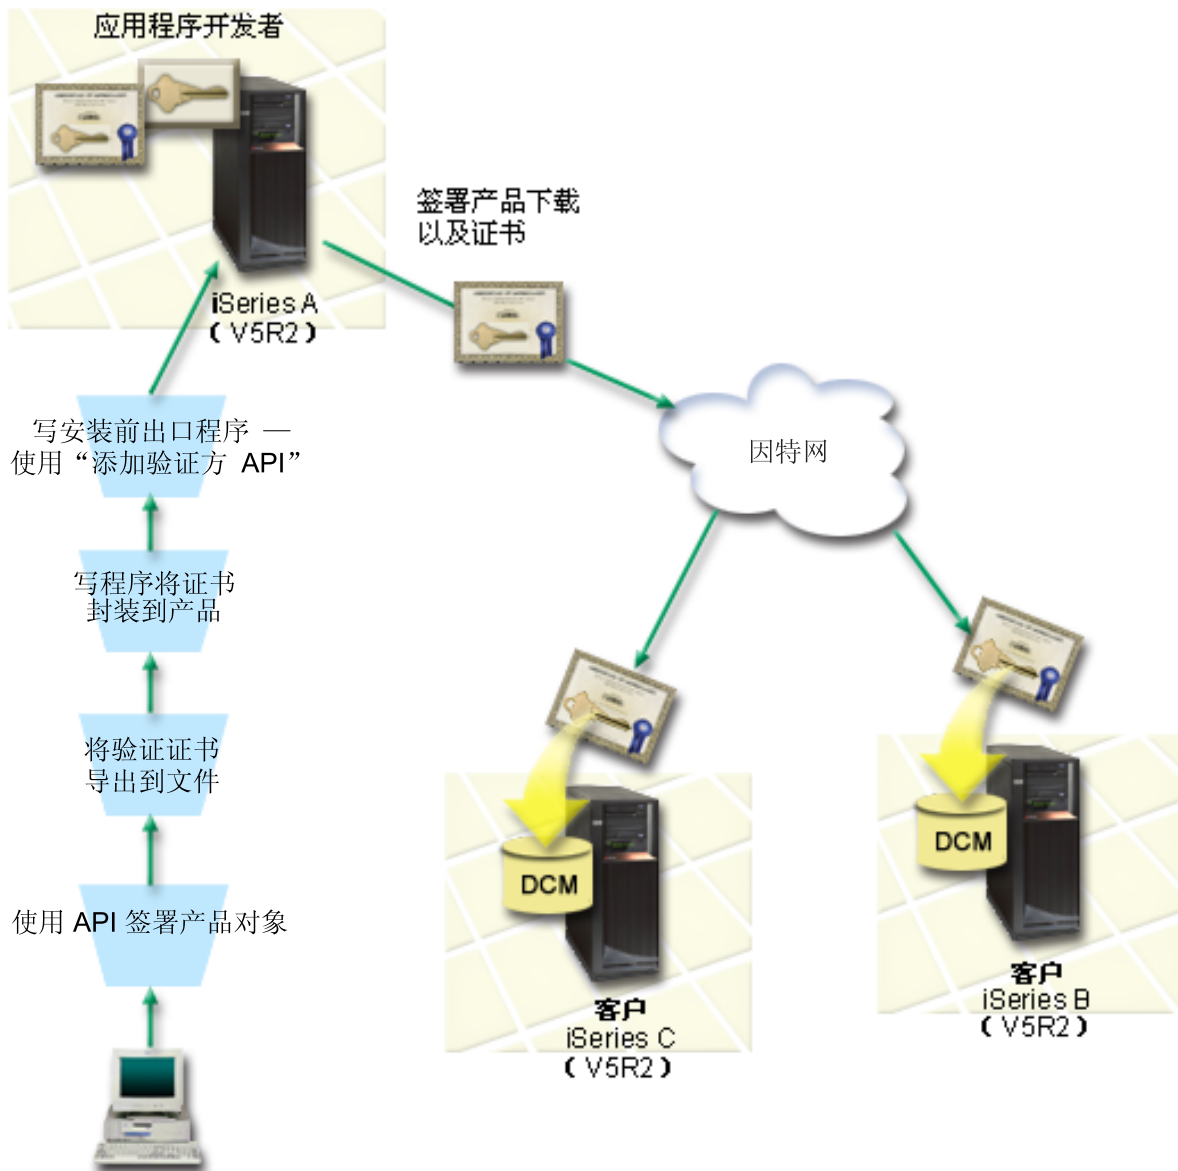 应用程序开发者
iSeries A
（V5R2）
签署产品下载
以及证书
因特网
写安装前出口程序 —
使用“添加验证方 API”
写程序将证书
封装到产品
将验证证书
导出到文件
使用 API 签署产品对象
DCM
客户
iSeries C
（V5R2）
DCM
客户
iSeries B
（V5R2）